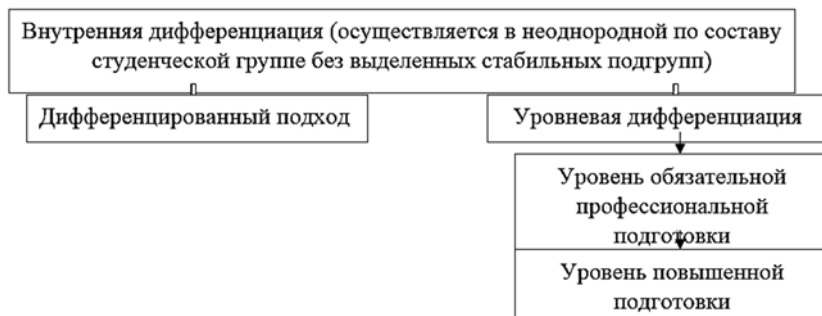 Внутренняя дифференциация (осуществляется в неоднородной по составу
студенческой группе без выделенных стабильных подгрупп)
Дифференцированный подход
Уровневая дифференциация
Уровень обязательной
профессиональной
подготовки
Уровень повышенной
подготовки